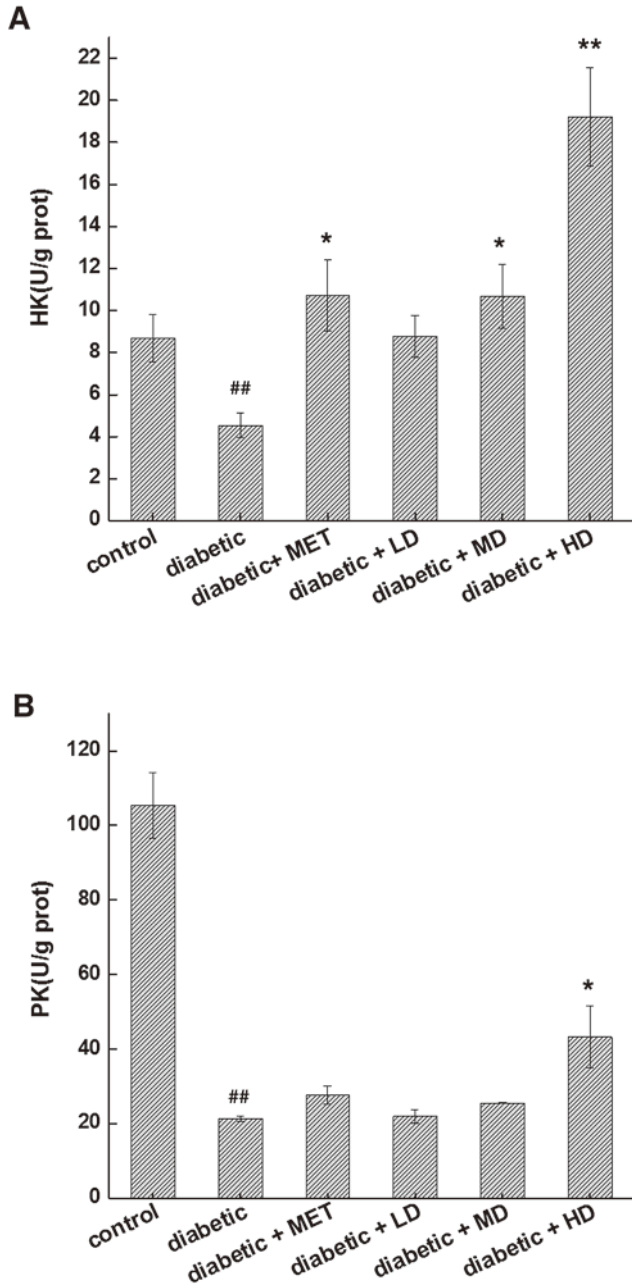 A
HK(U/g prot)
22
20
18
16
14
12
10
8
6
4
2
0
##
*
*
**
control
diabetic
diabetic+ MET
diabetic + LD
diabetic + MD
diabetic + HD
B
PK(U/g prot)
120
100
80
60
40
20
0
##
*
control
diabetic
diabetic + MET
diabetic + LD
diabetic + MD
diabetic + HD